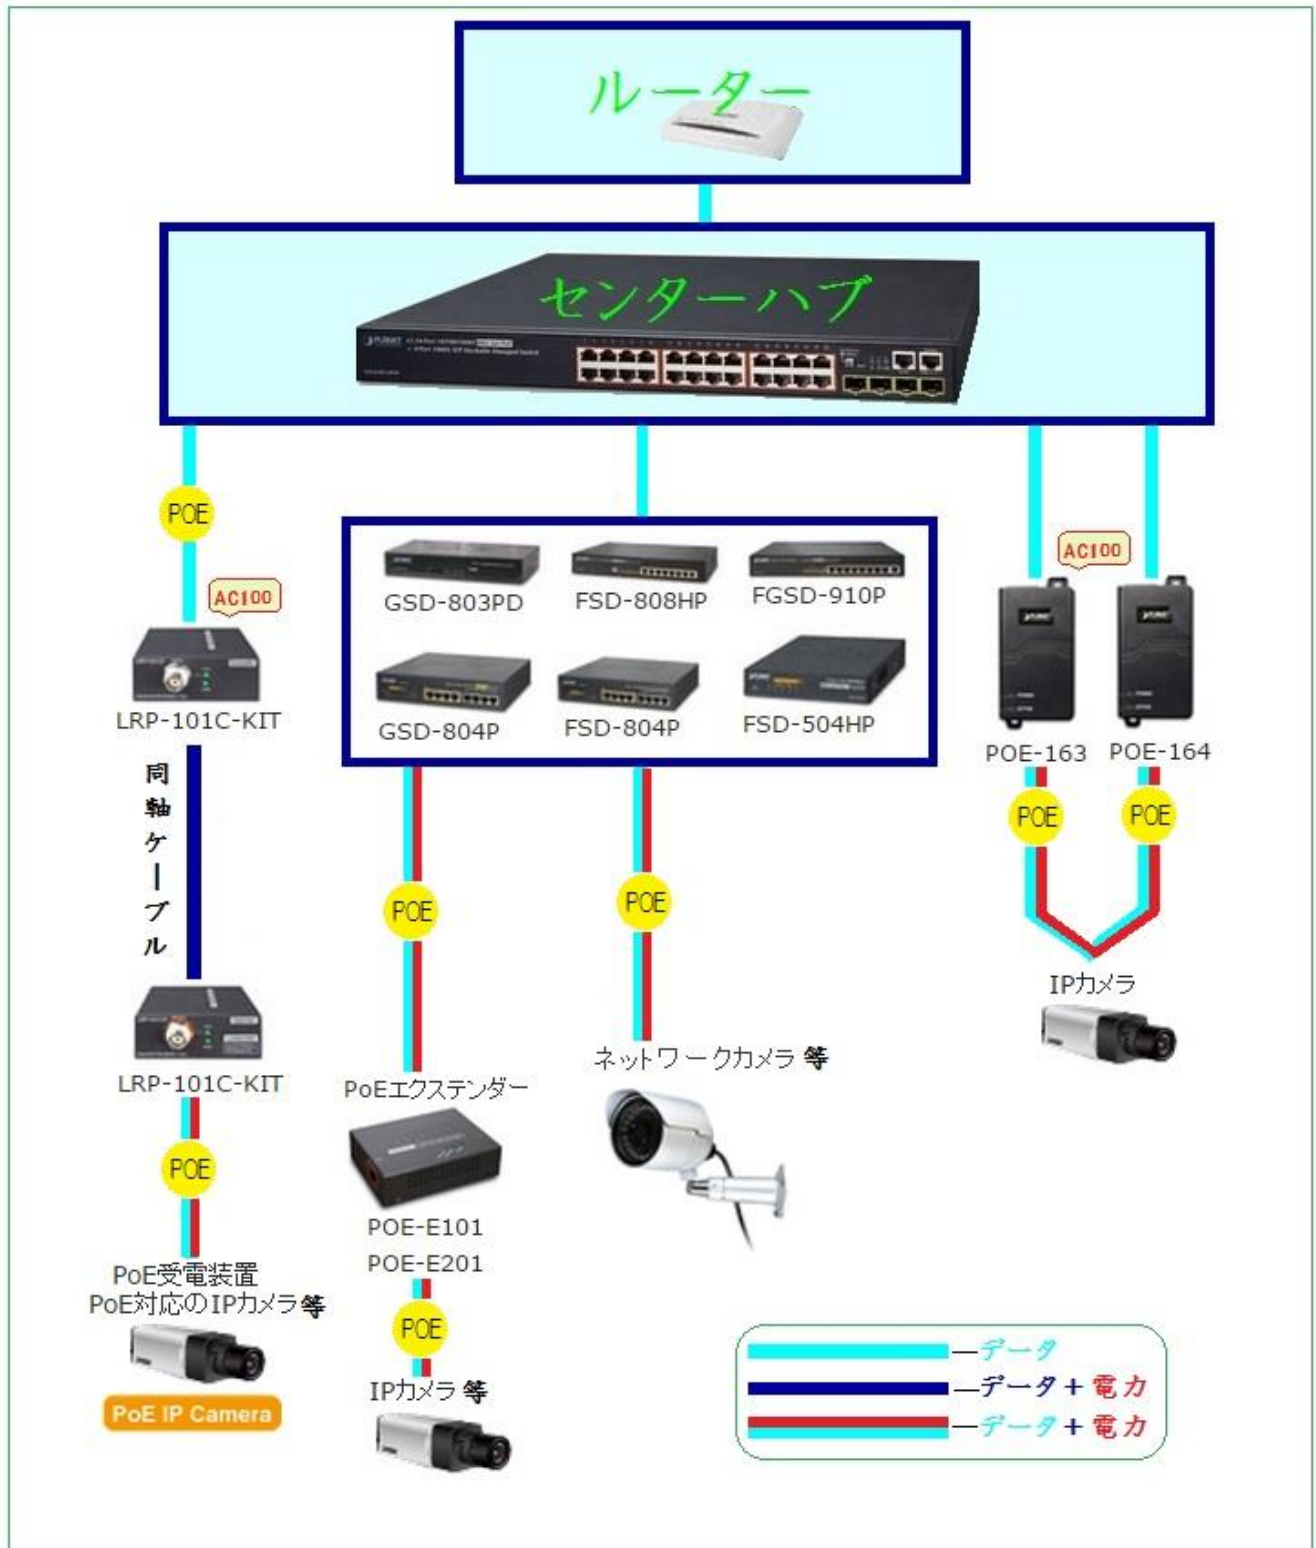 ルーター
センターハブ
PLANET
POE
AC100
LRP-101C-KIT
同軸ケーブル
LRP-101C-KIT
POE
PoE受電装置
PoE対応のIPカメラ等
PoE IP Camera
GSD-803PD
FSD-808HP
FGSD-910P
GSD-804P
FSD-804P
FSD-504HP
POE
PoEエクステンダー
POE-E101
POE-E201
POE
IPカメラ 等
POE
ネットワークカメラ 等
AC100
POE-163
POE-164
POE
POE
IPカメラ
—データ
—データ + 電力
—データ + 電力